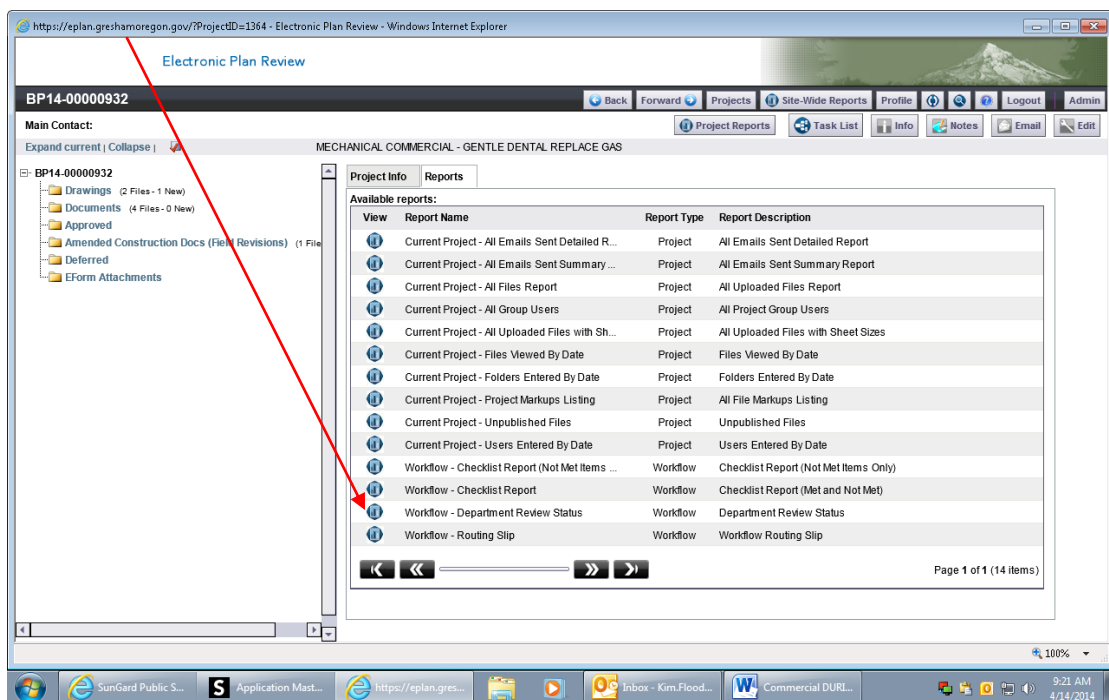 https://eplan.greshamoregon.gov/?ProjectID=1364 - Electronic Plan Review - Windows Internet Explorer
Electronic Plan Review
BP14-00000932
Back Forward Projects Site-Wide Reports Profile Logout Admin
Main Contact:
Project Reports Task List Info Notes Email Edit
Expand current | Collapse |
MECHANICAL COMMERCIAL - GENTLE DENTAL REPLACE GAS
BP14-00000932
Drawings (2 Files - 1 New)
Documents (4 Files - 0 New)
Approved
Amended Construction Docs (Field Revisions) (1 File
Deferred
EForm Attachments
Project Info Reports
Available reports:
View Report Name Report Type Report Description
Current Project - All Emails Sent Detailed R... Project All Emails Sent Detailed Report
Current Project - All Emails Sent Summary ... Project All Emails Sent Summary Report
Current Project - All Files Report Project All Uploaded Files Report
Current Project - All Group Users Project All Project Group Users
Current Project - All Uploaded Files with Sh... Project All Uploaded Files with Sheet Sizes
Current Project - Files Viewed By Date Project Files Viewed By Date
Current Project - Folders Entered By Date Project Folders Entered By Date
Current Project - Project Markups Listing Project All File Markups Listing
Current Project - Unpublished Files Project Unpublished Files
Current Project - Users Entered By Date Project Users Entered By Date
Workflow - Checklist Report (Not Met Items ... Workflow Checklist Report (Not Met Items Only)
Workflow - Checklist Report Workflow Checklist Report (Met and Not Met)
Workflow - Department Review Status Workflow Department Review Status
Workflow - Routing Slip Workflow Workflow Routing Slip
Page 1 of 1 (14 items)
100%
SunGard Public S... Application Mast... https://eplan.gres... Inbox - Kim.Flood... Commercial DURI...
9:21 AM
4/14/2014